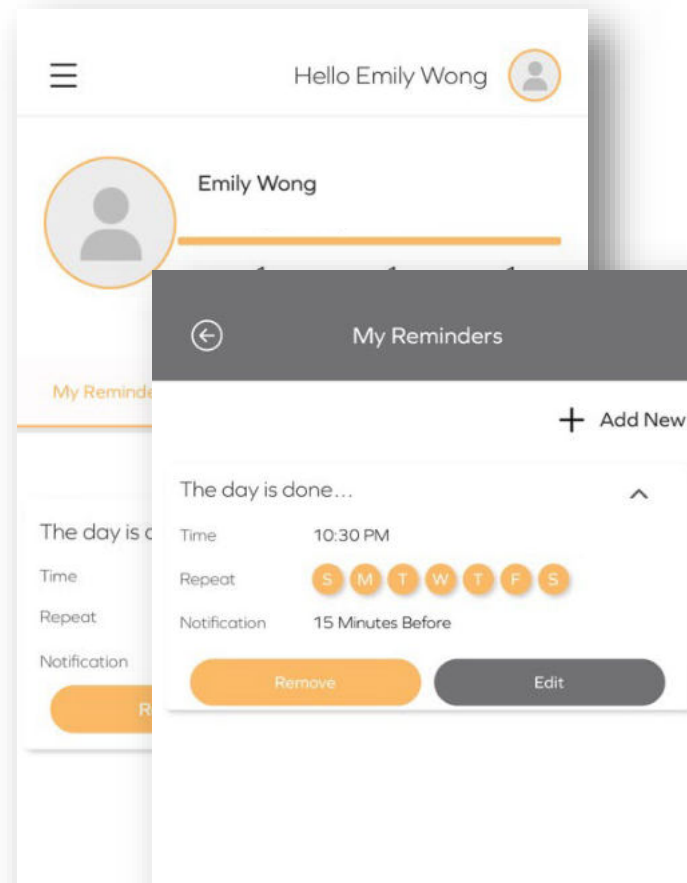 Hello Emily Wong
Emily Wong
My Reminde
The day is
Time
Repeat
Notification
R
My Reminders
+ Add New
The day is done...
Time 10:30 PM
Repeat S M T W T F S
Notification 15 Minutes Before
Remove Edit